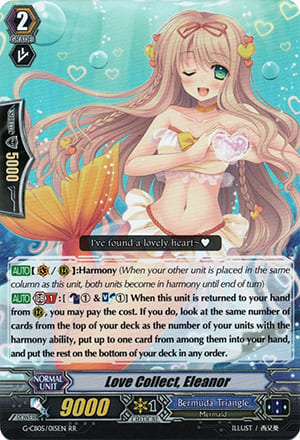 2
GRADE
5000
I've found a lovely heart~♥
AUTO [ / ]:Harmony (When your other unit is placed in the same
column as this unit, both units become in harmony until end of turn)
AUTO 1 :[ 1 & 1 ] When this unit is returned to your hand
from , you may pay the cost. If you do, look at the same number of
cards from the top of your deck as the number of units with the
harmony ability, put up to one card from among them into your hand,
and put the rest on the bottom of your deck in any order.
NORMAL
UNIT
Love Collect, Eleanor
POWER
9000
1
CRITICAL
Bermuda Triangle
Mermaid
G-CB05/015EN RR
ILLUST / 西又葵